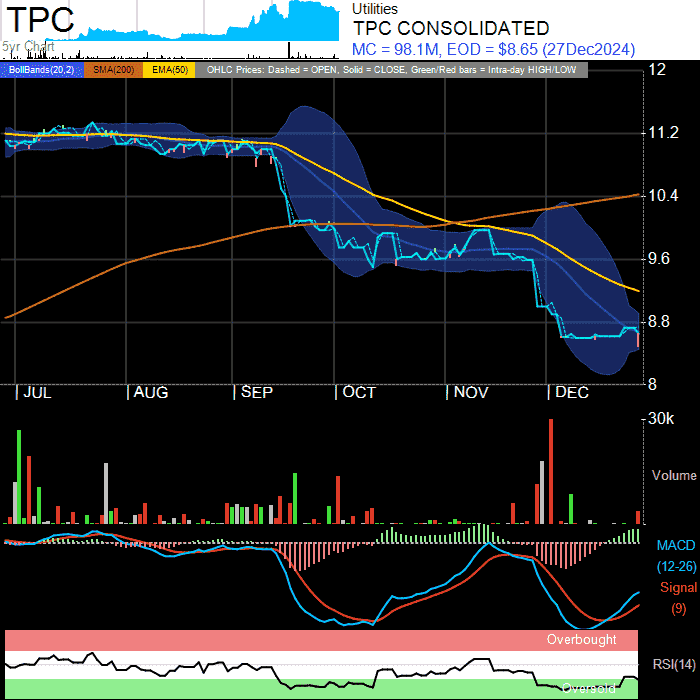 TPC
Utilities
TPC CONSOLIDATED
5yr Chart
MC = 98.1M, EOD = $8.65 (27Dec2024)
BollBands(20,2) SMA(200) EMA(50) OHLC Prices: Dashed = OPEN, Solid = CLOSE, Green/Red bars = Intra-day HIGH/LOW
12
11.2
10.4
9.6
8.8
8
JUL AUG SEP OCT NOV DEC
30k
Volume
MACD
(12-26)
Signal
(9)
Overbought
RSI(14)
Oversold